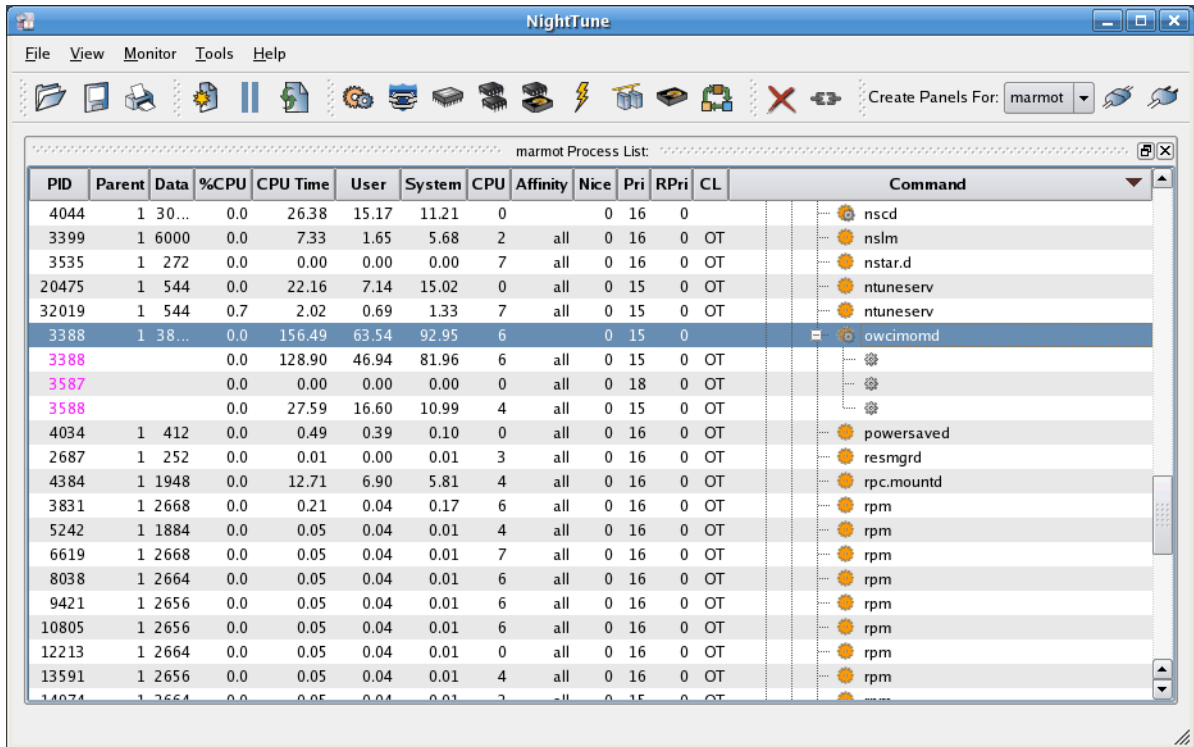 NightTune
File View Monitor Tools Help
Create Panels For: marmot
marmot Process List:
PID Parent Data %CPU CPU Time User System CPU Affinity Nice Pri RPri CL Command
4044 1 30... 0.0 26.38 15.17 11.21 0 0 16 0 nscd
3399 1 6000 0.0 7.33 1.65 5.68 2 all 0 16 0 OT nslm
3535 1 272 0.0 0.00 0.00 0.00 7 all 0 16 0 OT nstar.d
20475 1 544 0.0 22.16 7.14 15.02 0 all 0 15 0 OT ntuneserv
32019 1 544 0.7 2.02 0.69 1.33 7 all 0 15 0 OT ntuneserv
3388 1 38... 0.0 156.49 63.54 92.95 6 0 15 0 owcimomd
3388 0.0 128.90 46.94 81.96 6 all 0 15 0 OT
3587 0.0 0.00 0.00 0.00 0 all 0 18 0 OT
3588 0.0 27.59 16.60 10.99 4 all 0 15 0 OT
4034 1 412 0.0 0.49 0.39 0.10 0 all 0 16 0 OT powersaved
2687 1 252 0.0 0.01 0.00 0.01 3 all 0 16 0 OT resmgrd
4384 1 1948 0.0 12.71 6.90 5.81 4 all 0 16 0 OT rpc.mountd
3831 1 2668 0.0 0.21 0.04 0.17 6 all 0 16 0 OT rpm
5242 1 1884 0.0 0.05 0.04 0.01 4 all 0 16 0 OT rpm
6619 1 2668 0.0 0.05 0.04 0.01 7 all 0 16 0 OT rpm
8038 1 2664 0.0 0.05 0.04 0.01 6 all 0 16 0 OT rpm
9421 1 2656 0.0 0.05 0.04 0.01 6 all 0 16 0 OT rpm
10805 1 2656 0.0 0.05 0.04 0.01 6 all 0 16 0 OT rpm
12213 1 2664 0.0 0.05 0.04 0.01 0 all 0 16 0 OT rpm
13591 1 2656 0.0 0.05 0.04 0.01 4 all 0 16 0 OT rpm